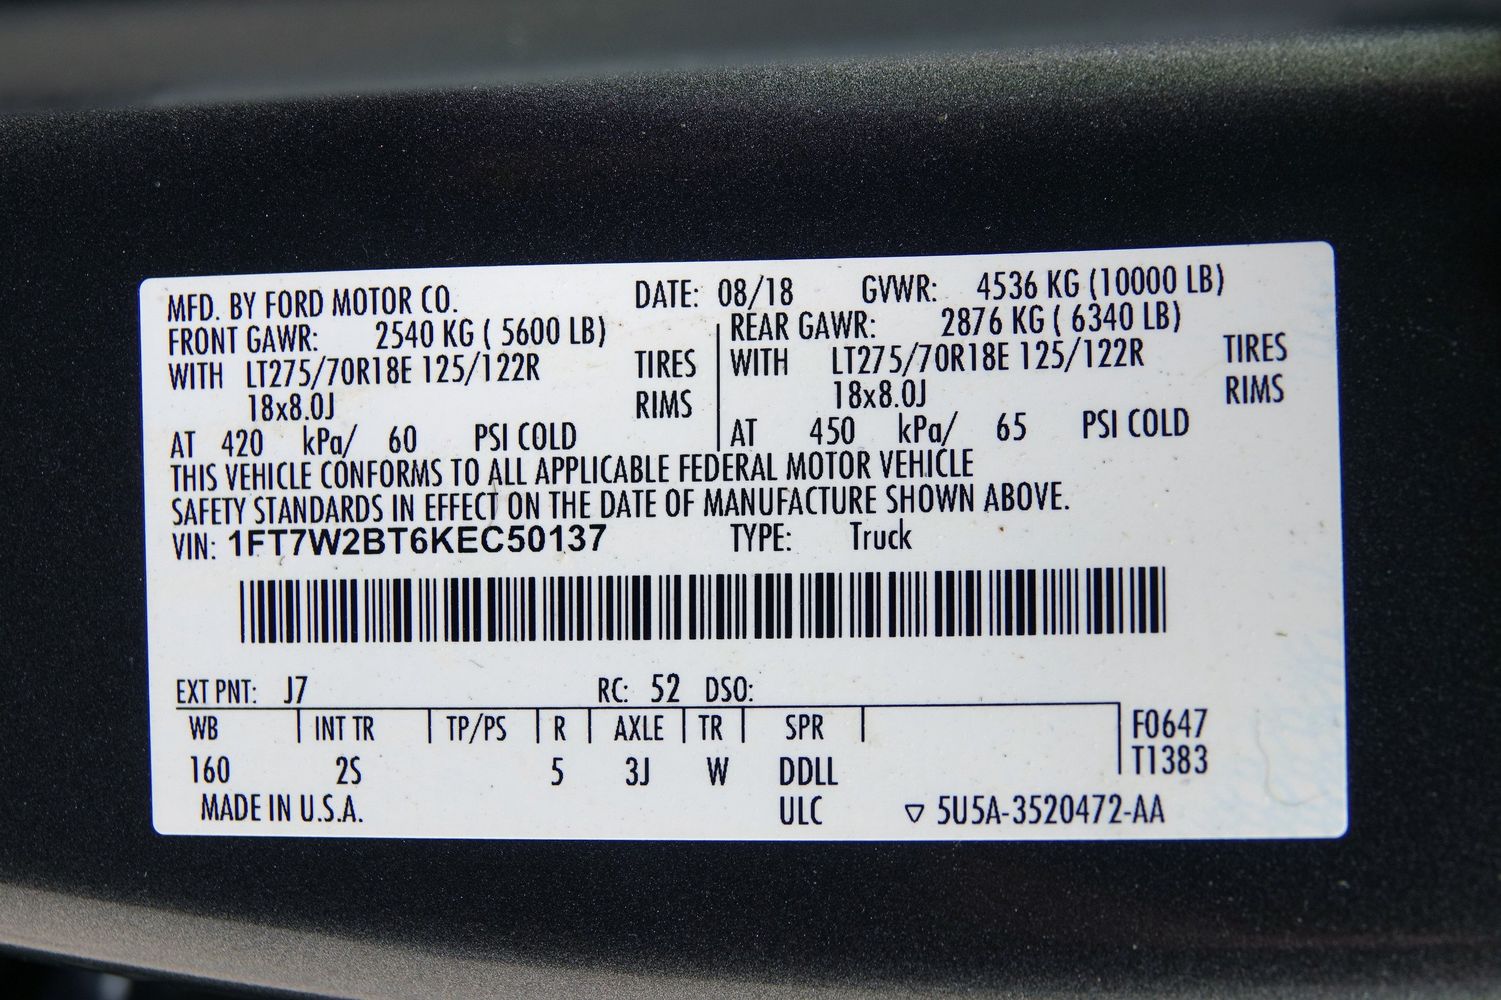 MFD. BY FORD MOTOR CO. DATE: 08/18 GVWR: 4536 KG (10000 LB)
FRONT GAWR: 2540 KG ( 5600 LB) REAR GAWR: 2876 KG ( 6340 LB)
WITH LT275/70R18E 125/122R TIRES WITH LT275/70R18E 125/122R TIRES
18x8.0J RIMS 18x8.0J RIMS
AT 420 kPa/ 60 PSI COLD AT 450 kPa/ 65 PSI COLD
THIS VEHICLE CONFORMS TO ALL APPLICABLE FEDERAL MOTOR VEHICLE
SAFETY STANDARDS IN EFFECT ON THE DATE OF MANUFACTURE SHOWN ABOVE.
VIN: 1FT7W2BT6KEC50137 TYPE: Truck
EXT PNT: J7 RC: 52 DSO:
WB INT TR TP/PS R AXLE TR SPR F0647
160 2S 5 3J W DDLL T1383
MADE IN U.S.A. ULC ▽ 5U5A-3520472-AA